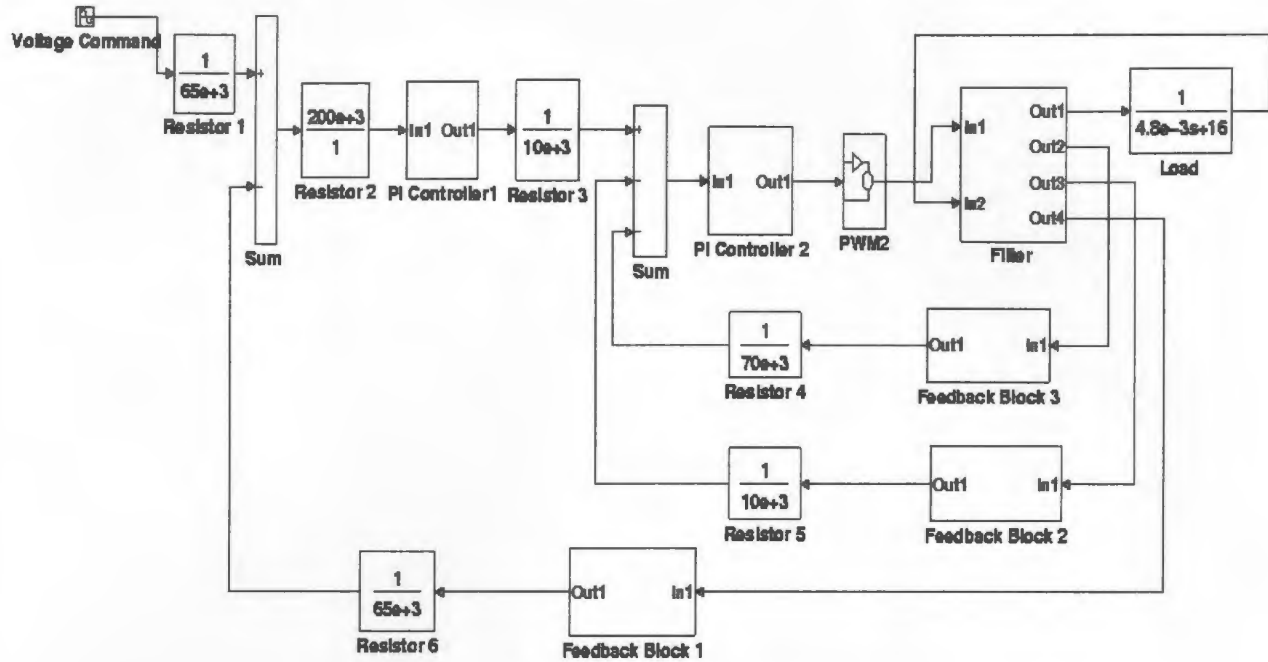 Voltage Command
1
65e+3
Resistor 1
Sum
200e+3
1
Resistor 2
In1 Out1
PI Controller1
1
10e+3
Resistor 3
Sum
In1 Out1
PI Controller 2
PWM2
In1
In2
Out1
Out2
Out3
Out4
Filter
1
4.8e-3s+16
Load
1
70e+3
Resistor 4
Out1 In1
Feedback Block 3
1
10e+3
Resistor 5
Out1 In1
Feedback Block 2
1
65e+3
Resistor 6
Out1 In1
Feedback Block 1